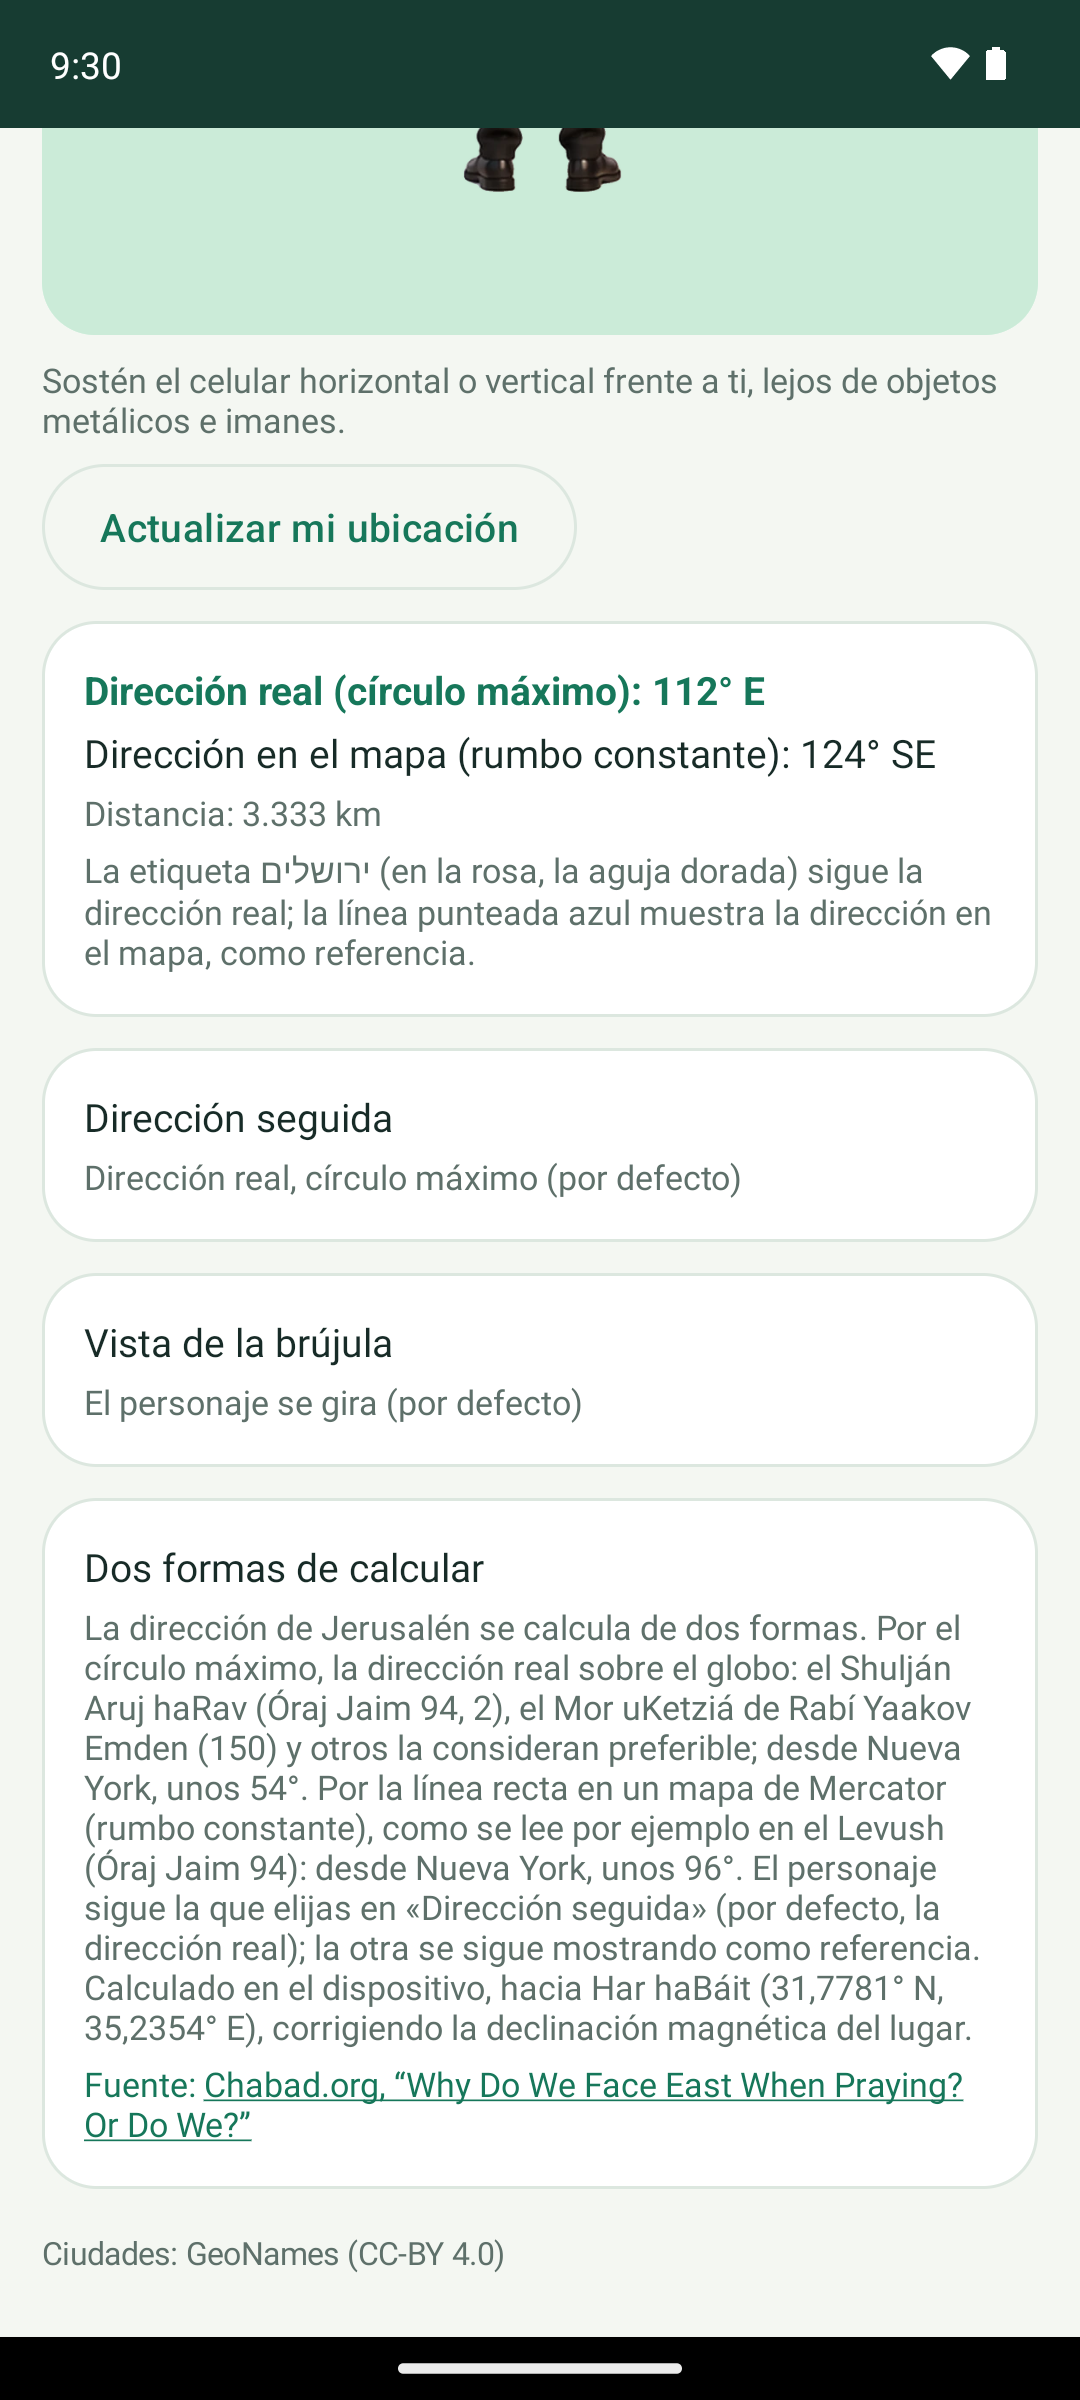 9:30
Sostén el celular horizontal o vertical frente a ti, lejos de objetos
metálicos e imanes.
Actualizar mi ubicación
Dirección real (círculo máximo): 112° E
Dirección en el mapa (rumbo constante): 124° SE
Distancia: 3.333 km
La etiqueta ירושלים (en la rosa, la aguja dorada) sigue la
dirección real; la línea punteada azul muestra la dirección en
el mapa, como referencia.
Dirección seguida
Dirección real, círculo máximo (por defecto)
Vista de la brújula
El personaje se gira (por defecto)
Dos formas de calcular
La dirección de Jerusalén se calcula de dos formas. Por el
círculo máximo, la dirección real sobre el globo: el Shulján
Aruj haRav (Óraj Jaim 94, 2), el Mor uKetziá de Rabí Yaakov
Emden (150) y otros la consideran preferible; desde Nueva
York, unos 54°. Por la línea recta en un mapa de Mercator
(rumbo constante), como se lee por ejemplo en el Levush
(Óraj Jaim 94): desde Nueva York, unos 96°. El personaje
sigue la que elijas en «Dirección seguida» (por defecto, la
dirección real); la otra se sigue mostrando como referencia.
Calculado en el dispositivo, hacia Har haBáit (31,7781° N,
35,2354° E), corrigiendo la declinación magnética del lugar.
Fuente: Chabad.org, “Why Do We Face East When Praying?
Or Do We?”
Ciudades: GeoNames (CC-BY 4.0)